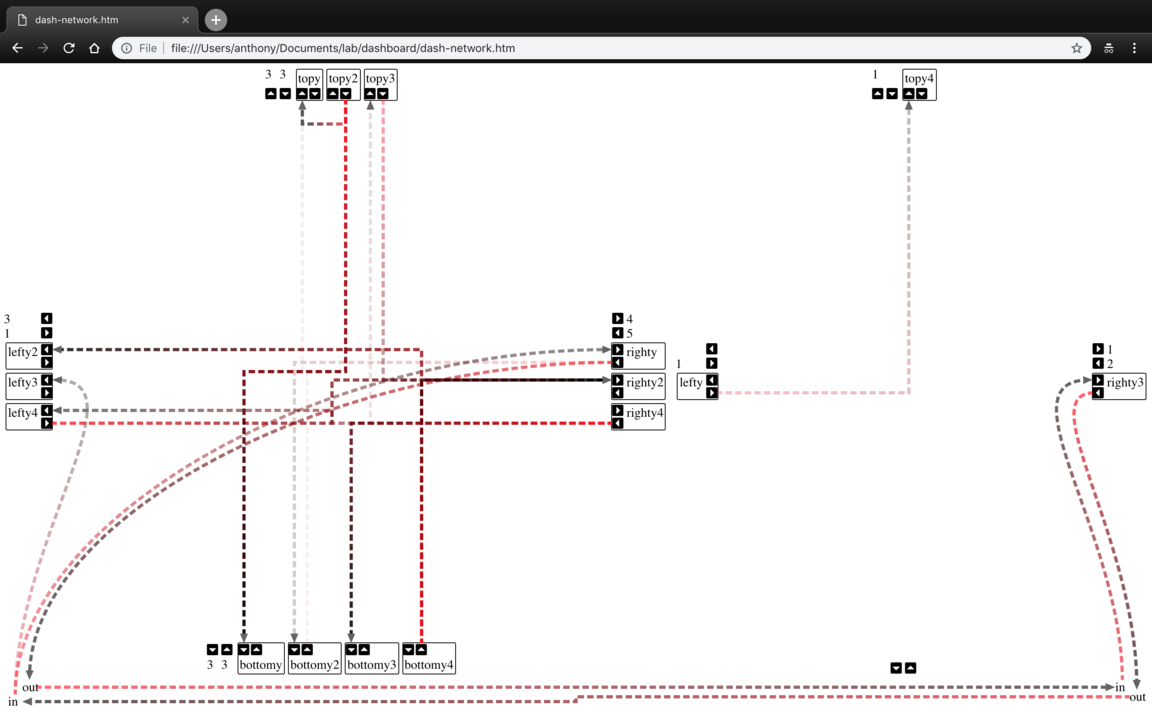 dash-network.htm
File file:///Users/anthony/Documents/lab/dashboard/dash-network.htm
3 3 topy topy2 topy3
1 topy4
3
1
lefty2
lefty3
lefty4
4
5
righty
righty2
righty4
1
lefty
1
2
righty3
3 3 bottomy bottomy2 bottomy3 bottomy4
out
in
in
out